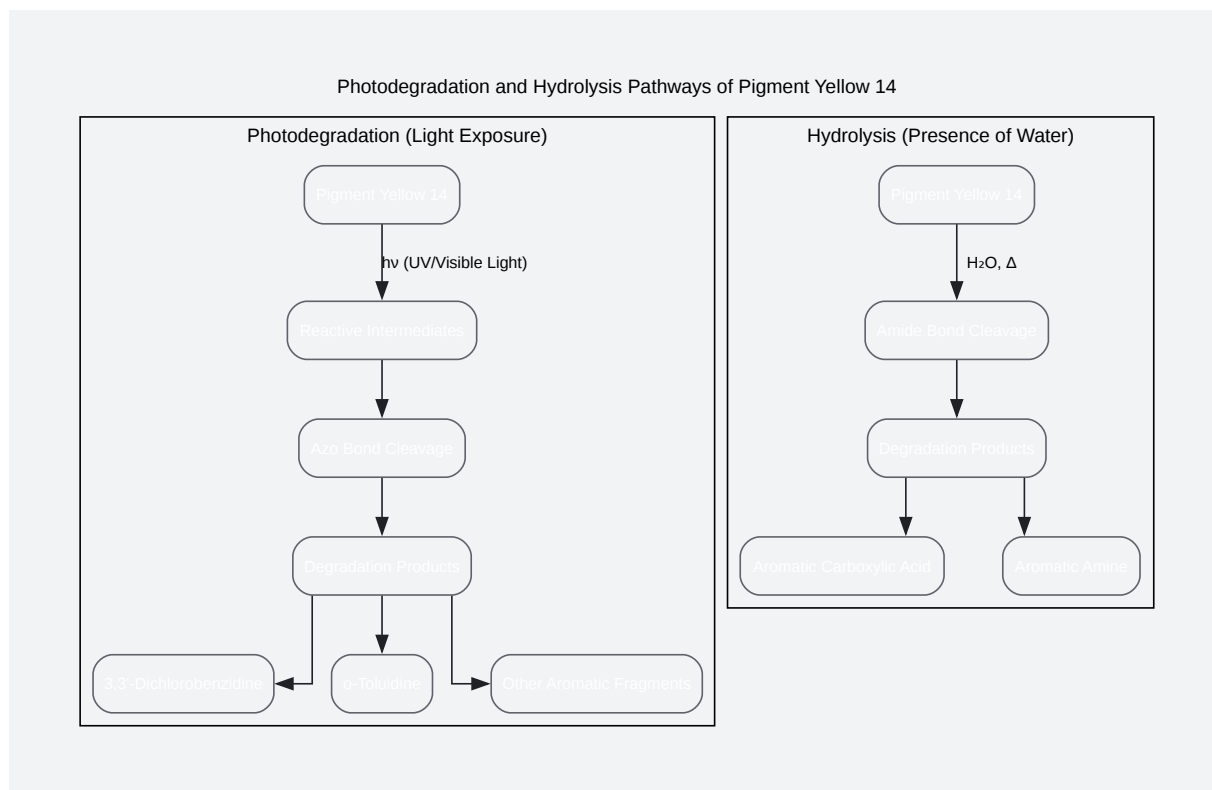 Photodegradation and Hydrolysis Pathways of Pigment Yellow 14
Photodegradation (Light Exposure)
Pigment Yellow 14
hν (UV/Visible Light)
Reactive Intermediates
Azo Bond Cleavage
Degradation Products
3,3'-Dichlorobenzidine
o-Toluidine
Other Aromatic Fragments
Hydrolysis (Presence of Water)
Pigment Yellow 14
H₂O, Δ
Amide Bond Cleavage
Degradation Products
Aromatic Carboxylic Acid
Aromatic Amine